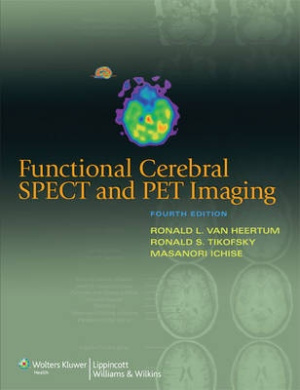 Functional Cerebral
SPECT and PET Imaging
FOURTH EDITION
RONALD L. VAN HEERTUM
RONALD S. TIKOFSKY
MASANORI ICHISE
Wolters Kluwer
Health
Lippincott
Williams & Wilkins